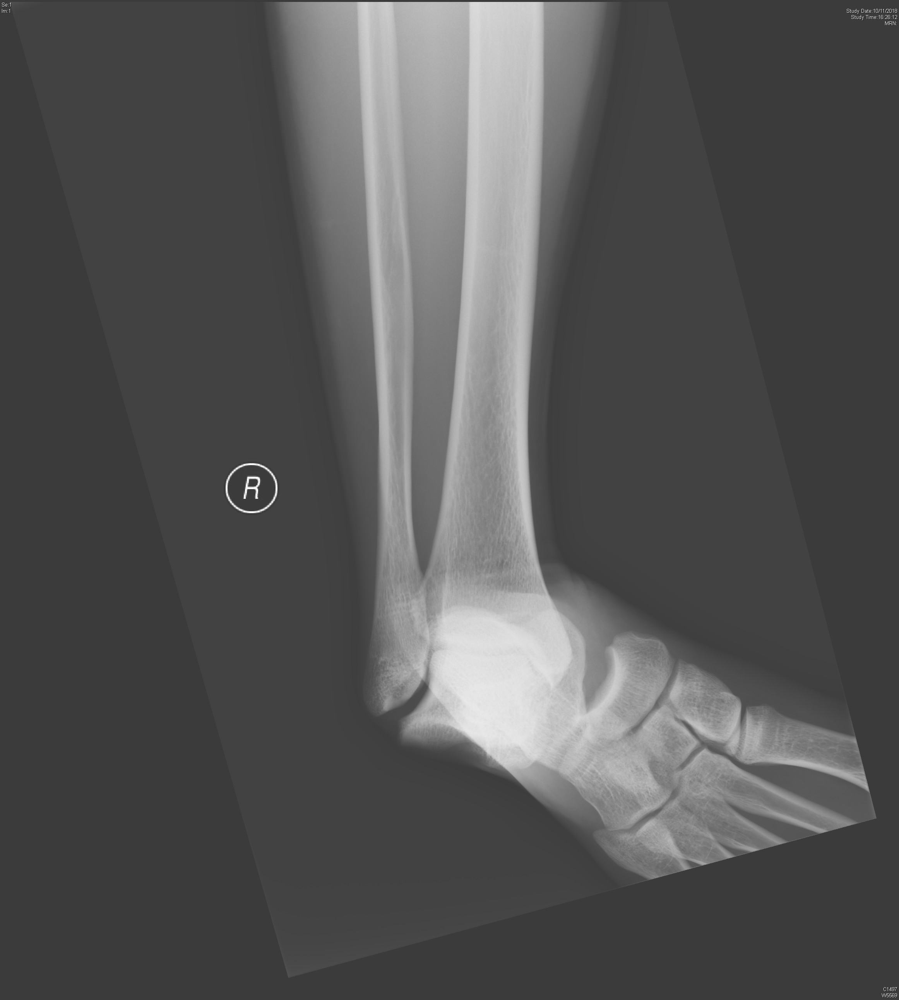 Se:1
Im:1
Study Date:10/11/2018
Study Time:16:26:12
MRN:
R
C1497
W5569